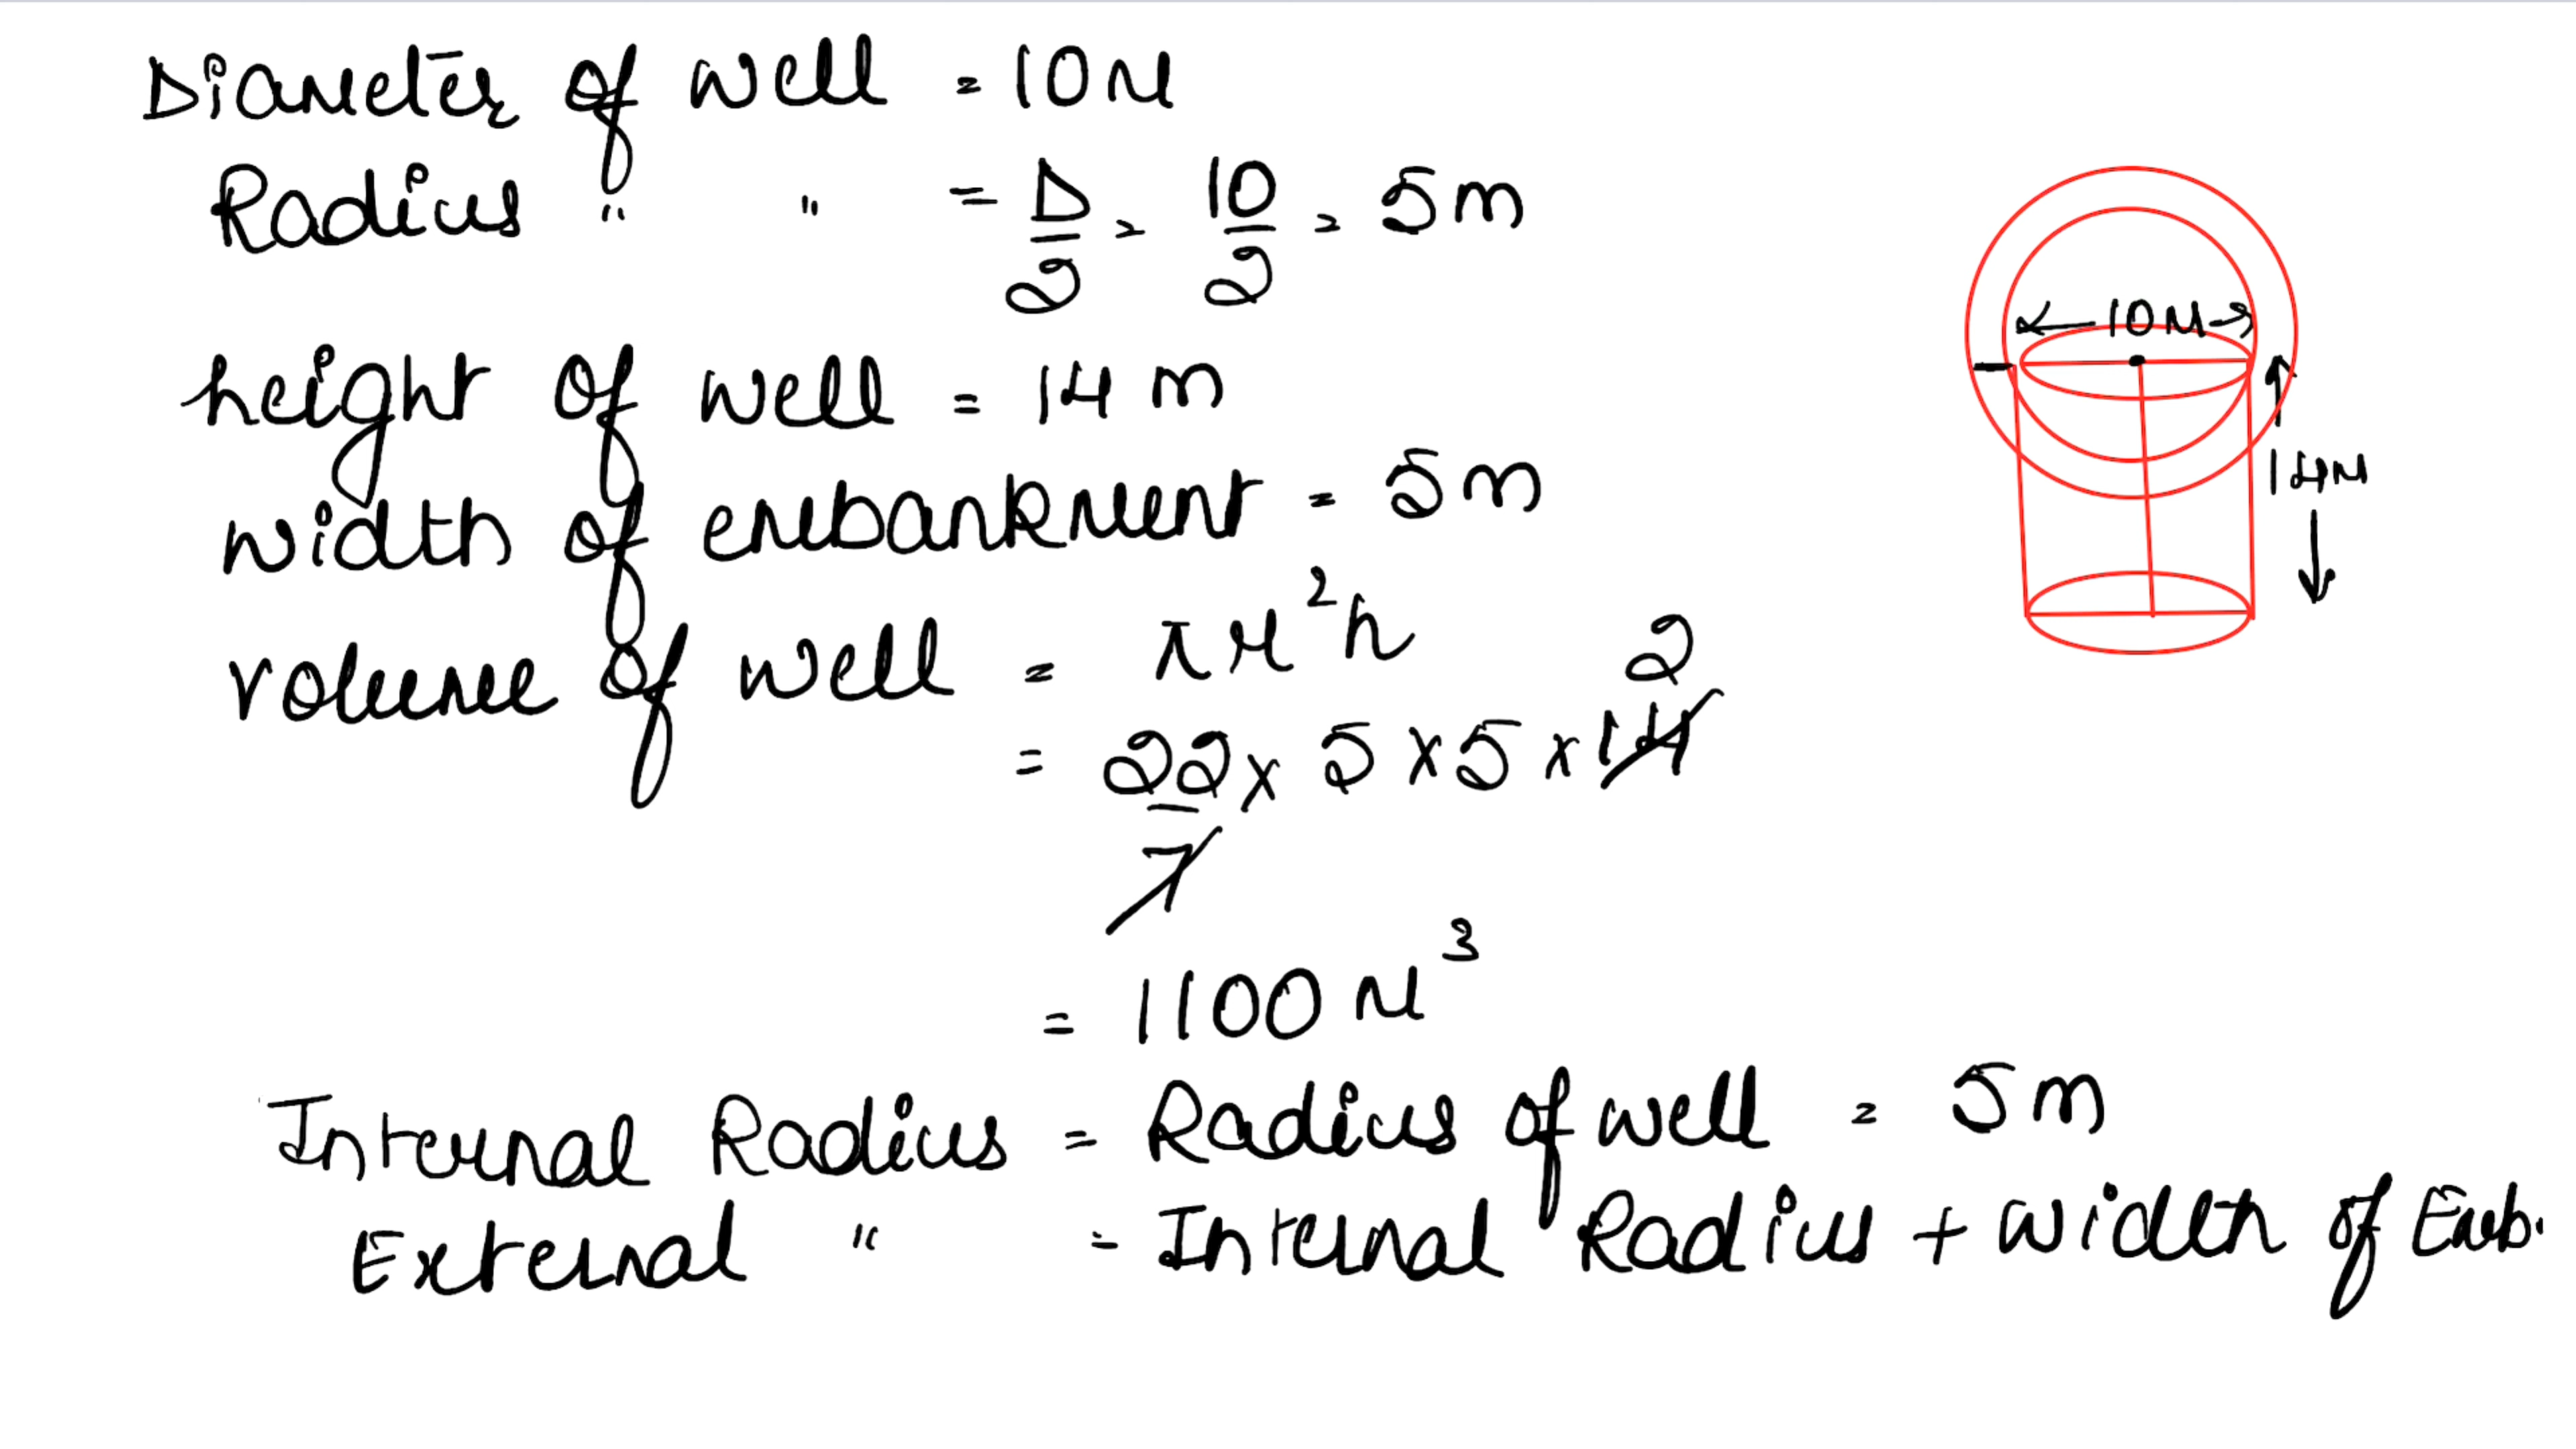 Diameter of well = 10m
Radius " " = D/2 = 10/2 = 5m
height of well = 14 m
width of embankment = 5m
volume of well = πr²h
= 22/7 × 5 × 5 × 14 2
= 1100 m³
Internal Radius = Radius of well = 5m
External " = Internal Radius + width of Emb.
10m
14m